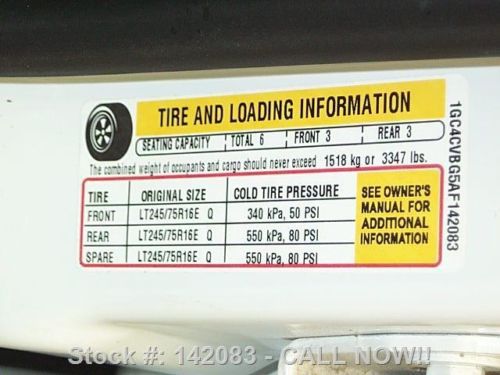 TIRE AND LOADING INFORMATION
SEATING CAPACITY TOTAL 6 FRONT 3 REAR 3
The combined weight of occupants and cargo should never exceed 1518 kg or 3347 lbs.
TIRE ORIGINAL SIZE COLD TIRE PRESSURE
FRONT LT245/75R16E Q 340 kPa, 50 PSI
REAR LT245/75R16E Q 550 kPa, 80 PSI
SPARE LT245/75R16E Q 550 kPa, 80 PSI
SEE OWNER'S
MANUAL FOR
ADDITIONAL
INFORMATION
1GC4CVBG5AF142083
Stock #: 142083 - CALL NOW!!